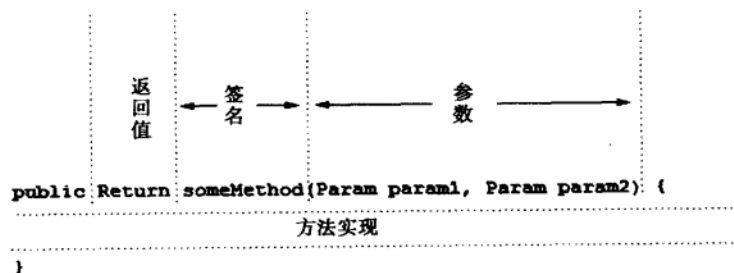 返回值
签名
参数
public Return someMethod(Param param1, Param param2) {
方法实现
}